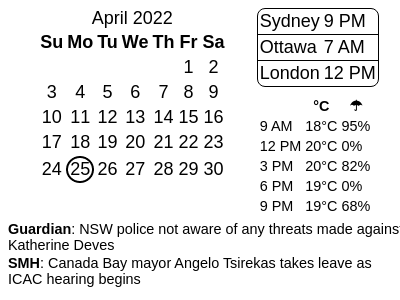 April 2022
Su Mo Tu We Th Fr Sa
1 2
3 4 5 6 7 8 9
10 11 12 13 14 15 16
17 18 19 20 21 22 23
24 25 26 27 28 29 30
Sydney 9 PM
Ottawa 7 AM
London 12 PM
°C ☂
9 AM 18°C 95%
12 PM 20°C 0%
3 PM 20°C 82%
6 PM 19°C 0%
9 PM 19°C 68%
Guardian: NSW police not aware of any threats made against
Katherine Deves
SMH: Canada Bay mayor Angelo Tsirekas takes leave as
ICAC hearing begins